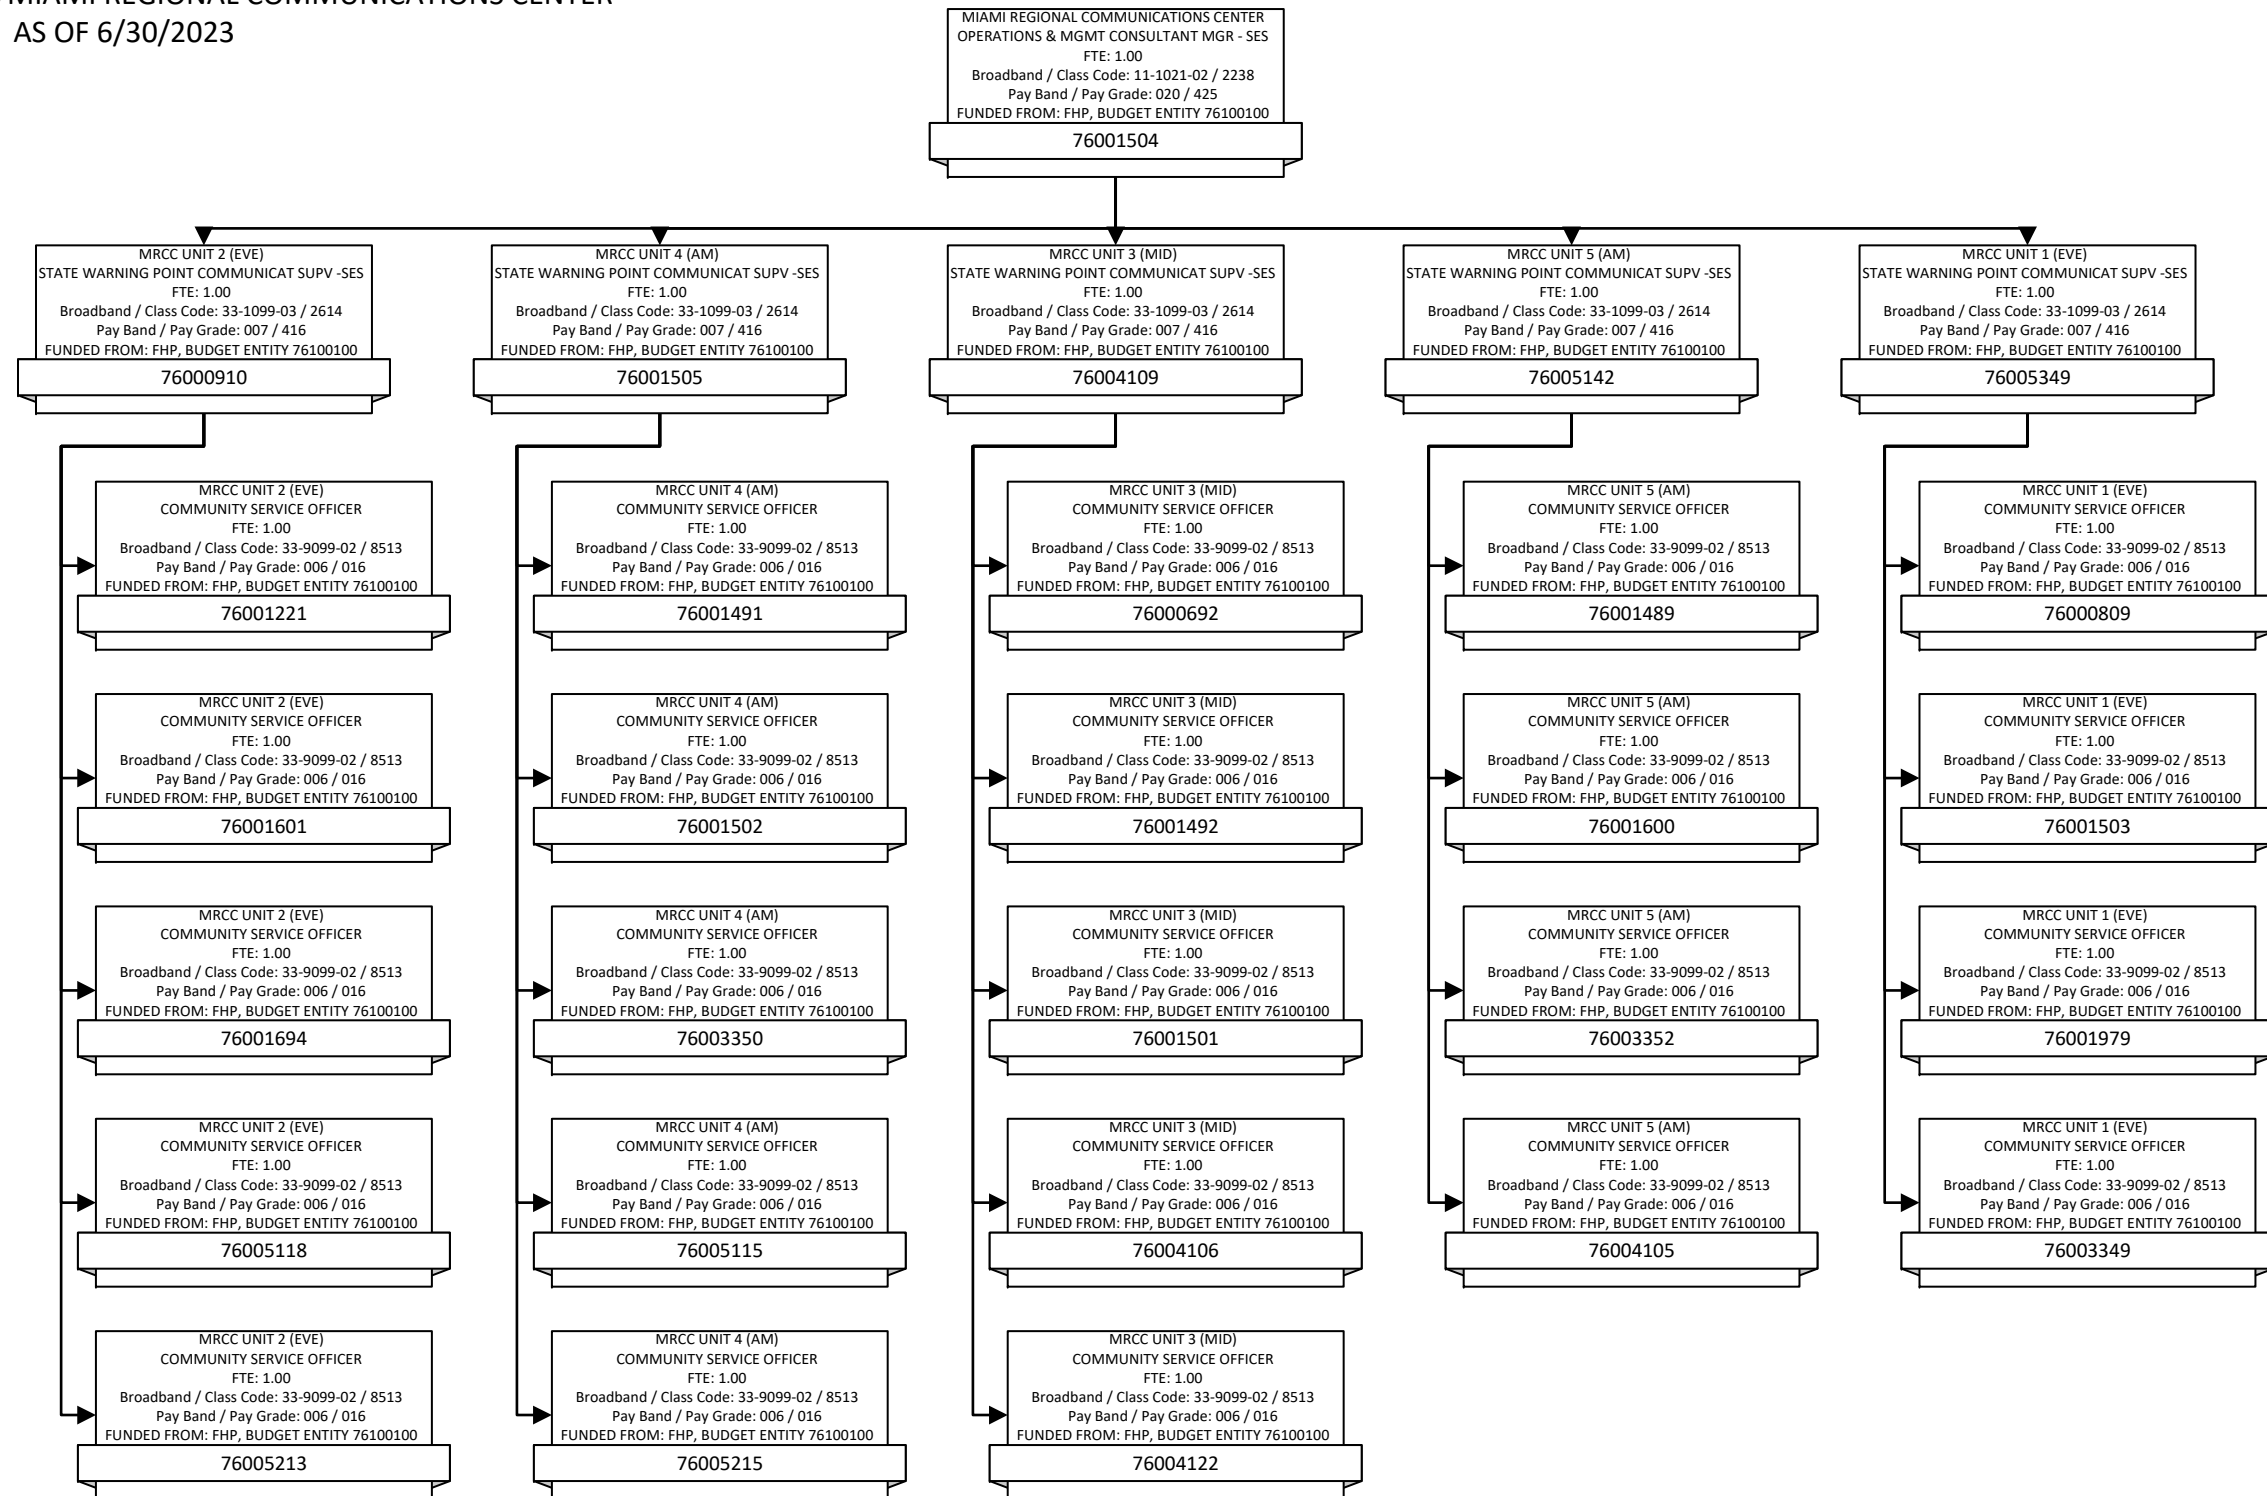 MIAMI REGIONAL COMMUNICATIONS CENTER
AS OF 6/30/2023
MIAMI REGIONAL COMMUNICATIONS CENTER
OPERATIONS & MGMT CONSULTANT MGR - SES
FTE: 1.00
Broadband / Class Code: 11-1021-02 / 2238
Pay Band / Pay Grade: 020 / 425
FUNDED FROM: FHP, BUDGET ENTITY 76100100
76001504
MRCC UNIT 2 (EVE)
STATE WARNING POINT COMMUNICAT SUPV -SES
FTE: 1.00
Broadband / Class Code: 33-1099-03 / 2614
Pay Band / Pay Grade: 007 / 416
FUNDED FROM: FHP, BUDGET ENTITY 76100100
76000910
MRCC UNIT 4 (AM)
STATE WARNING POINT COMMUNICAT SUPV -SES
FTE: 1.00
Broadband / Class Code: 33-1099-03 / 2614
Pay Band / Pay Grade: 007 / 416
FUNDED FROM: FHP, BUDGET ENTITY 76100100
76001505
MRCC UNIT 3 (MID)
STATE WARNING POINT COMMUNICAT SUPV -SES
FTE: 1.00
Broadband / Class Code: 33-1099-03 / 2614
Pay Band / Pay Grade: 007 / 416
FUNDED FROM: FHP, BUDGET ENTITY 76100100
76004109
MRCC UNIT 5 (AM)
STATE WARNING POINT COMMUNICAT SUPV -SES
FTE: 1.00
Broadband / Class Code: 33-1099-03 / 2614
Pay Band / Pay Grade: 007 / 416
FUNDED FROM: FHP, BUDGET ENTITY 76100100
76005142
MRCC UNIT 1 (EVE)
STATE WARNING POINT COMMUNICAT SUPV -SES
FTE: 1.00
Broadband / Class Code: 33-1099-03 / 2614
Pay Band / Pay Grade: 007 / 416
FUNDED FROM: FHP, BUDGET ENTITY 76100100
76005349
MRCC UNIT 2 (EVE)
COMMUNITY SERVICE OFFICER
FTE: 1.00
Broadband / Class Code: 33-9099-02 / 8513
Pay Band / Pay Grade: 006 / 016
FUNDED FROM: FHP, BUDGET ENTITY 76100100
76001221
MRCC UNIT 4 (AM)
COMMUNITY SERVICE OFFICER
FTE: 1.00
Broadband / Class Code: 33-9099-02 / 8513
Pay Band / Pay Grade: 006 / 016
FUNDED FROM: FHP, BUDGET ENTITY 76100100
76001491
MRCC UNIT 3 (MID)
COMMUNITY SERVICE OFFICER
FTE: 1.00
Broadband / Class Code: 33-9099-02 / 8513
Pay Band / Pay Grade: 006 / 016
FUNDED FROM: FHP, BUDGET ENTITY 76100100
76000692
MRCC UNIT 5 (AM)
COMMUNITY SERVICE OFFICER
FTE: 1.00
Broadband / Class Code: 33-9099-02 / 8513
Pay Band / Pay Grade: 006 / 016
FUNDED FROM: FHP, BUDGET ENTITY 76100100
76001489
MRCC UNIT 1 (EVE)
COMMUNITY SERVICE OFFICER
FTE: 1.00
Broadband / Class Code: 33-9099-02 / 8513
Pay Band / Pay Grade: 006 / 016
FUNDED FROM: FHP, BUDGET ENTITY 76100100
76000809
MRCC UNIT 2 (EVE)
COMMUNITY SERVICE OFFICER
FTE: 1.00
Broadband / Class Code: 33-9099-02 / 8513
Pay Band / Pay Grade: 006 / 016
FUNDED FROM: FHP, BUDGET ENTITY 76100100
76001601
MRCC UNIT 4 (AM)
COMMUNITY SERVICE OFFICER
FTE: 1.00
Broadband / Class Code: 33-9099-02 / 8513
Pay Band / Pay Grade: 006 / 016
FUNDED FROM: FHP, BUDGET ENTITY 76100100
76001502
MRCC UNIT 3 (MID)
COMMUNITY SERVICE OFFICER
FTE: 1.00
Broadband / Class Code: 33-9099-02 / 8513
Pay Band / Pay Grade: 006 / 016
FUNDED FROM: FHP, BUDGET ENTITY 76100100
76001492
MRCC UNIT 5 (AM)
COMMUNITY SERVICE OFFICER
FTE: 1.00
Broadband / Class Code: 33-9099-02 / 8513
Pay Band / Pay Grade: 006 / 016
FUNDED FROM: FHP, BUDGET ENTITY 76100100
76001600
MRCC UNIT 1 (EVE)
COMMUNITY SERVICE OFFICER
FTE: 1.00
Broadband / Class Code: 33-9099-02 / 8513
Pay Band / Pay Grade: 006 / 016
FUNDED FROM: FHP, BUDGET ENTITY 76100100
76001503
MRCC UNIT 2 (EVE)
COMMUNITY SERVICE OFFICER
FTE: 1.00
Broadband / Class Code: 33-9099-02 / 8513
Pay Band / Pay Grade: 006 / 016
FUNDED FROM: FHP, BUDGET ENTITY 76100100
76001694
MRCC UNIT 4 (AM)
COMMUNITY SERVICE OFFICER
FTE: 1.00
Broadband / Class Code: 33-9099-02 / 8513
Pay Band / Pay Grade: 006 / 016
FUNDED FROM: FHP, BUDGET ENTITY 76100100
76003350
MRCC UNIT 3 (MID)
COMMUNITY SERVICE OFFICER
FTE: 1.00
Broadband / Class Code: 33-9099-02 / 8513
Pay Band / Pay Grade: 006 / 016
FUNDED FROM: FHP, BUDGET ENTITY 76100100
76001501
MRCC UNIT 5 (AM)
COMMUNITY SERVICE OFFICER
FTE: 1.00
Broadband / Class Code: 33-9099-02 / 8513
Pay Band / Pay Grade: 006 / 016
FUNDED FROM: FHP, BUDGET ENTITY 76100100
76003352
MRCC UNIT 1 (EVE)
COMMUNITY SERVICE OFFICER
FTE: 1.00
Broadband / Class Code: 33-9099-02 / 8513
Pay Band / Pay Grade: 006 / 016
FUNDED FROM: FHP, BUDGET ENTITY 76100100
76001979
MRCC UNIT 2 (EVE)
COMMUNITY SERVICE OFFICER
FTE: 1.00
Broadband / Class Code: 33-9099-02 / 8513
Pay Band / Pay Grade: 006 / 016
FUNDED FROM: FHP, BUDGET ENTITY 76100100
76005118
MRCC UNIT 4 (AM)
COMMUNITY SERVICE OFFICER
FTE: 1.00
Broadband / Class Code: 33-9099-02 / 8513
Pay Band / Pay Grade: 006 / 016
FUNDED FROM: FHP, BUDGET ENTITY 76100100
76005115
MRCC UNIT 3 (MID)
COMMUNITY SERVICE OFFICER
FTE: 1.00
Broadband / Class Code: 33-9099-02 / 8513
Pay Band / Pay Grade: 006 / 016
FUNDED FROM: FHP, BUDGET ENTITY 76100100
76004106
MRCC UNIT 5 (AM)
COMMUNITY SERVICE OFFICER
FTE: 1.00
Broadband / Class Code: 33-9099-02 / 8513
Pay Band / Pay Grade: 006 / 016
FUNDED FROM: FHP, BUDGET ENTITY 76100100
76004105
MRCC UNIT 1 (EVE)
COMMUNITY SERVICE OFFICER
FTE: 1.00
Broadband / Class Code: 33-9099-02 / 8513
Pay Band / Pay Grade: 006 / 016
FUNDED FROM: FHP, BUDGET ENTITY 76100100
76003349
MRCC UNIT 2 (EVE)
COMMUNITY SERVICE OFFICER
FTE: 1.00
Broadband / Class Code: 33-9099-02 / 8513
Pay Band / Pay Grade: 006 / 016
FUNDED FROM: FHP, BUDGET ENTITY 76100100
76005213
MRCC UNIT 4 (AM)
COMMUNITY SERVICE OFFICER
FTE: 1.00
Broadband / Class Code: 33-9099-02 / 8513
Pay Band / Pay Grade: 006 / 016
FUNDED FROM: FHP, BUDGET ENTITY 76100100
76005215
MRCC UNIT 3 (MID)
COMMUNITY SERVICE OFFICER
FTE: 1.00
Broadband / Class Code: 33-9099-02 / 8513
Pay Band / Pay Grade: 006 / 016
FUNDED FROM: FHP, BUDGET ENTITY 76100100
76004122